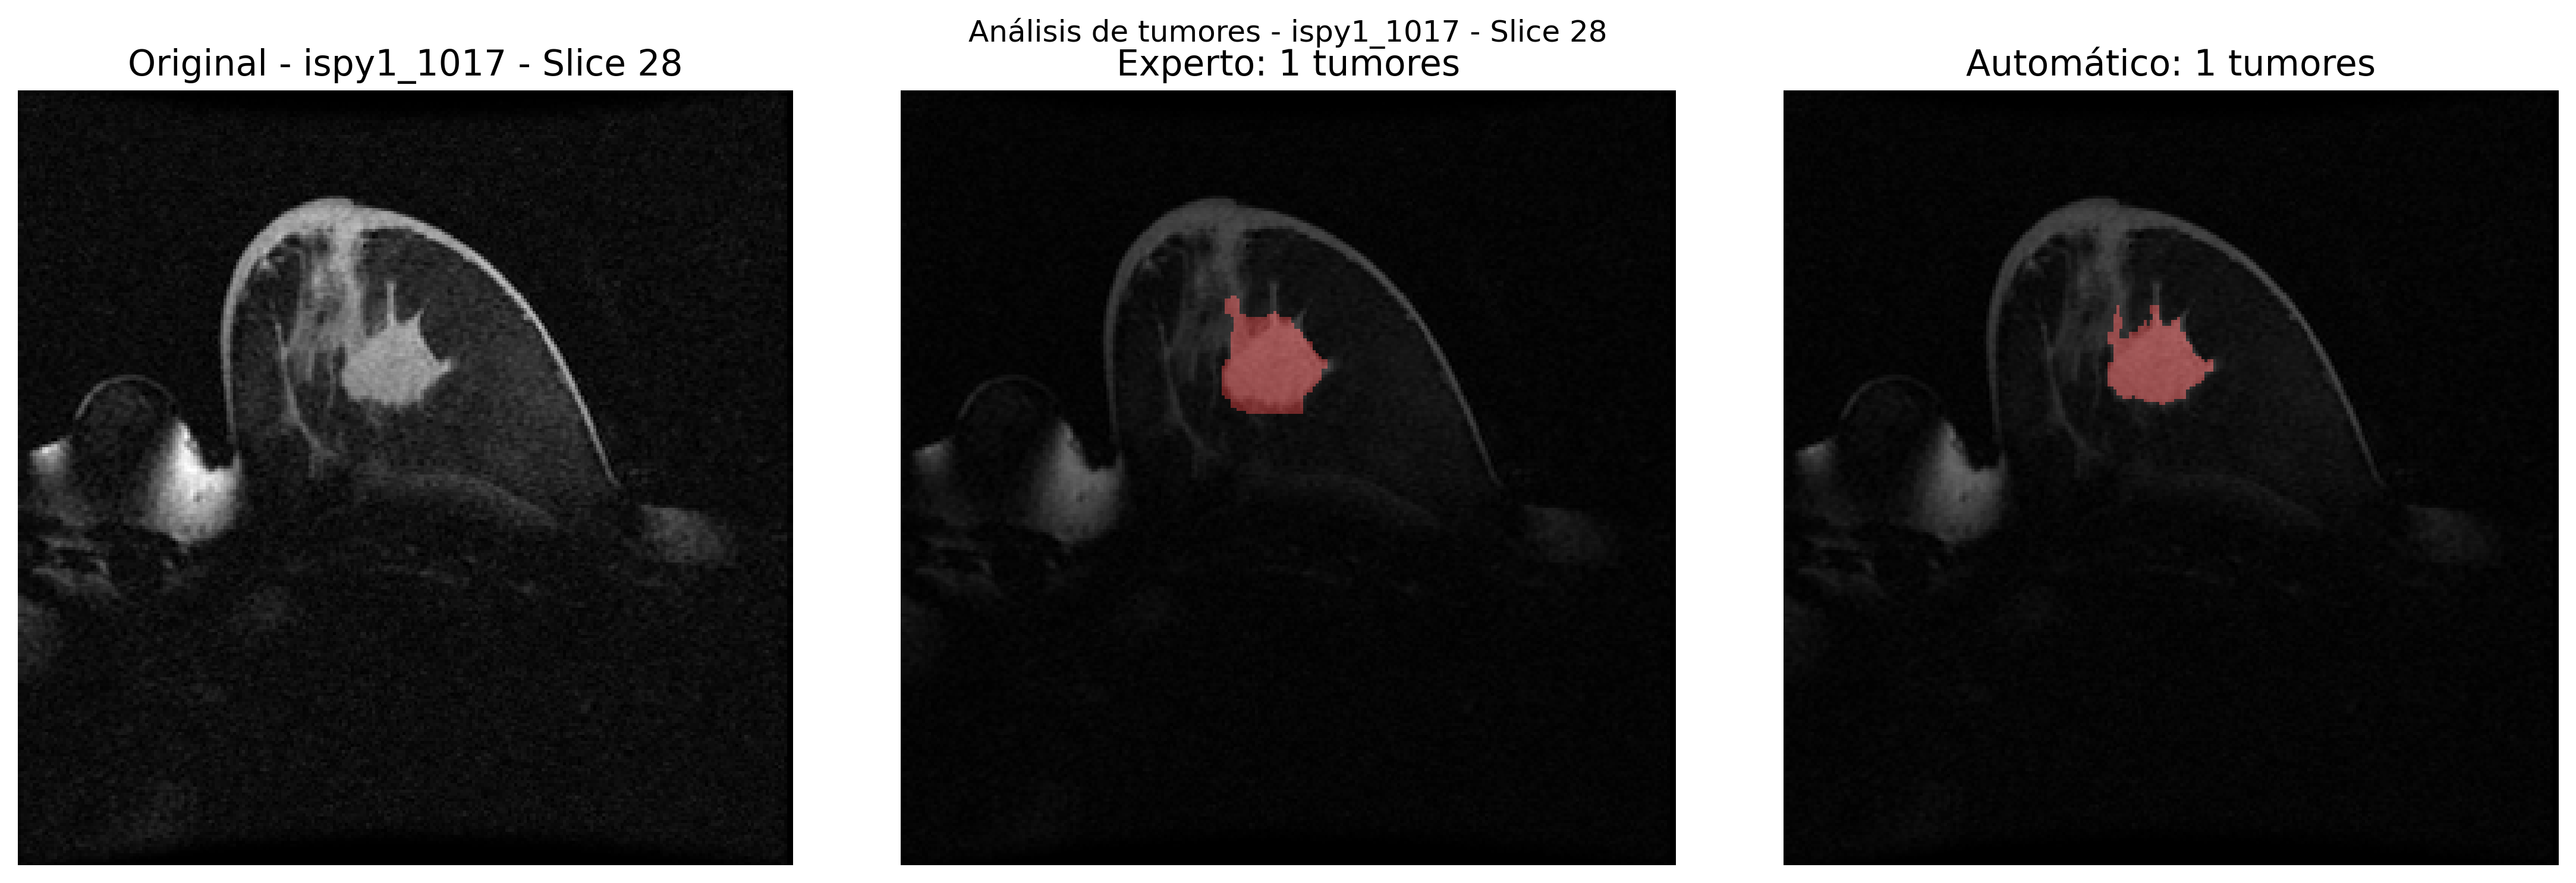 Análisis de tumores - ispy1_1017 - Slice 28
Original - ispy1_1017 - Slice 28
Experto: 1 tumores
Automático: 1 tumores